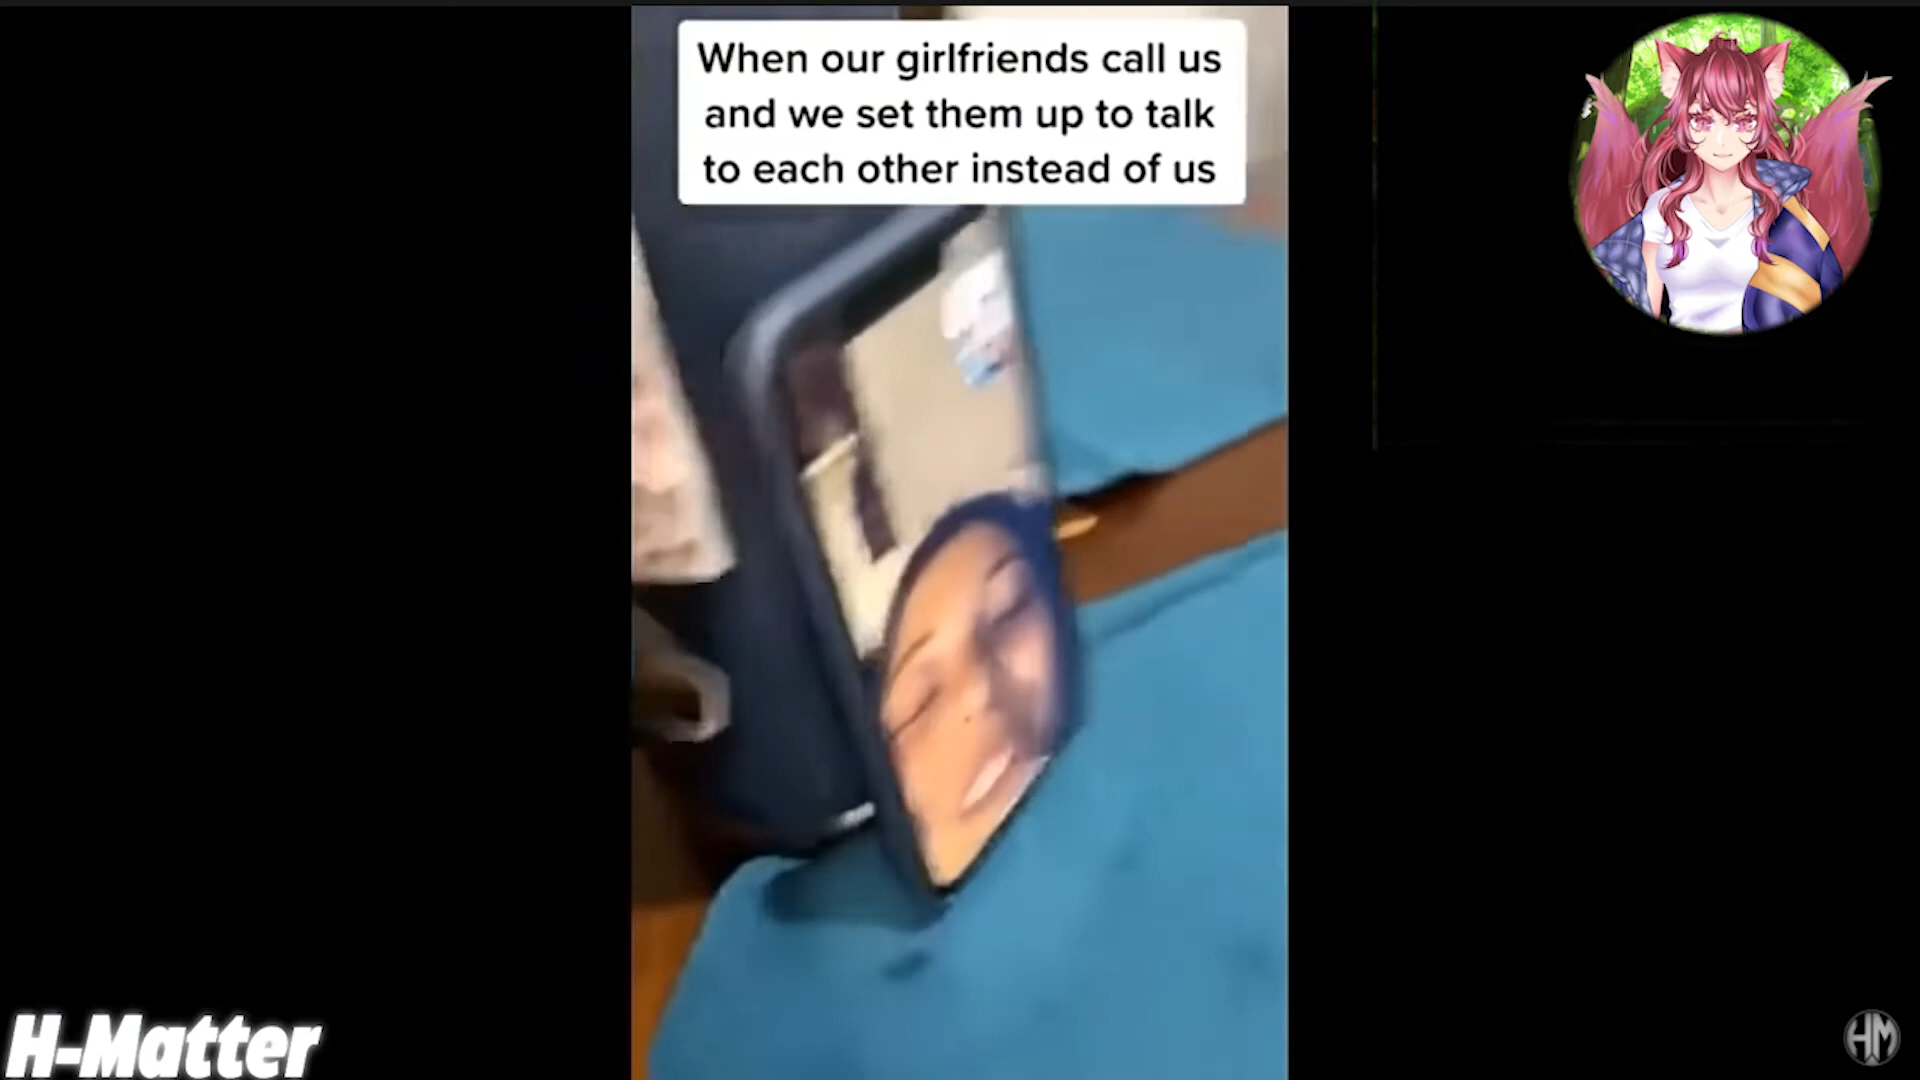 When our girlfriends call us
and we set them up to talk
to each other instead of us
H-Matter
HM